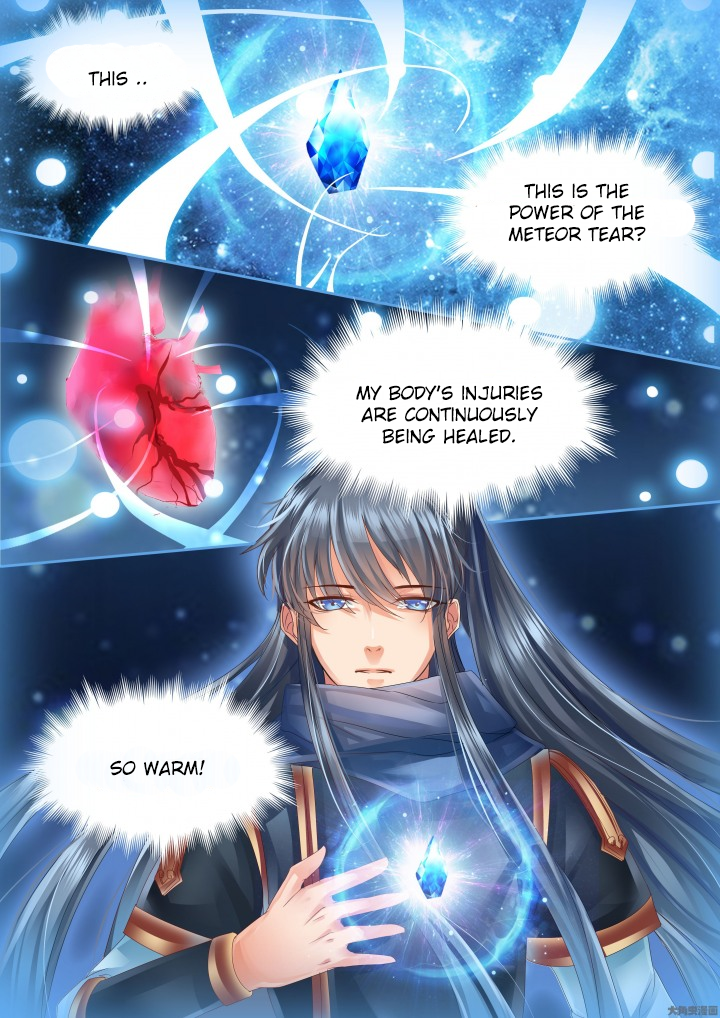 THIS ..
THIS IS THE
POWER OF THE
METEOR TEAR?
MY BODY'S INJURIES
ARE CONTINUOUSLY
BEING HEALED.
SO WARM!